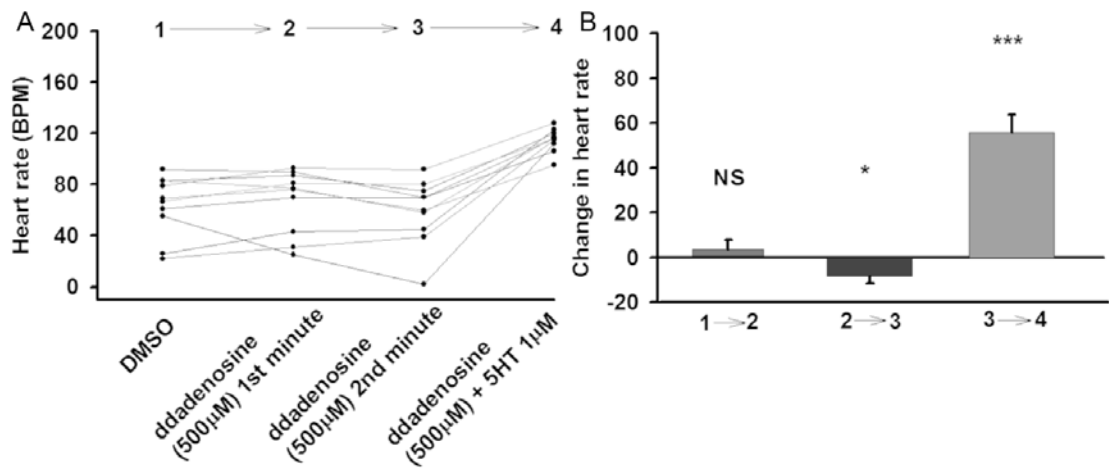 A
1 2 3 4
Heart rate (BPM)
200
160
120
80
40
0
DMSO
ddadenosine
(500µM) 1st minute
ddadenosine
(500µM) 2nd minute
ddadenosine
(500µM) + 5HT 1µM
B
Change in heart rate
100
80
60
40
20
0
-20
NS
*
***
1 → 2
2 → 3
3 → 4